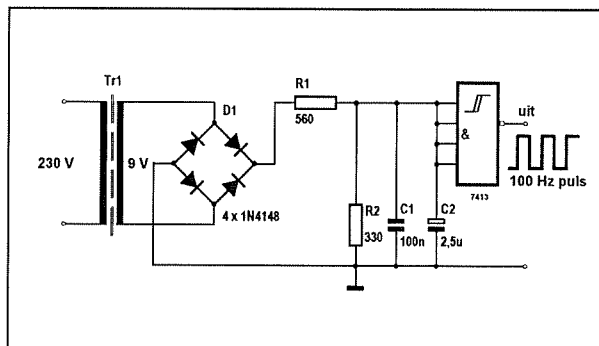 Tr1
230 V
9 V
D1
4 x 1N4148
R1
560
R2
330
C1
100n
C2
2,5u
&
7413
uit
100 Hz puls